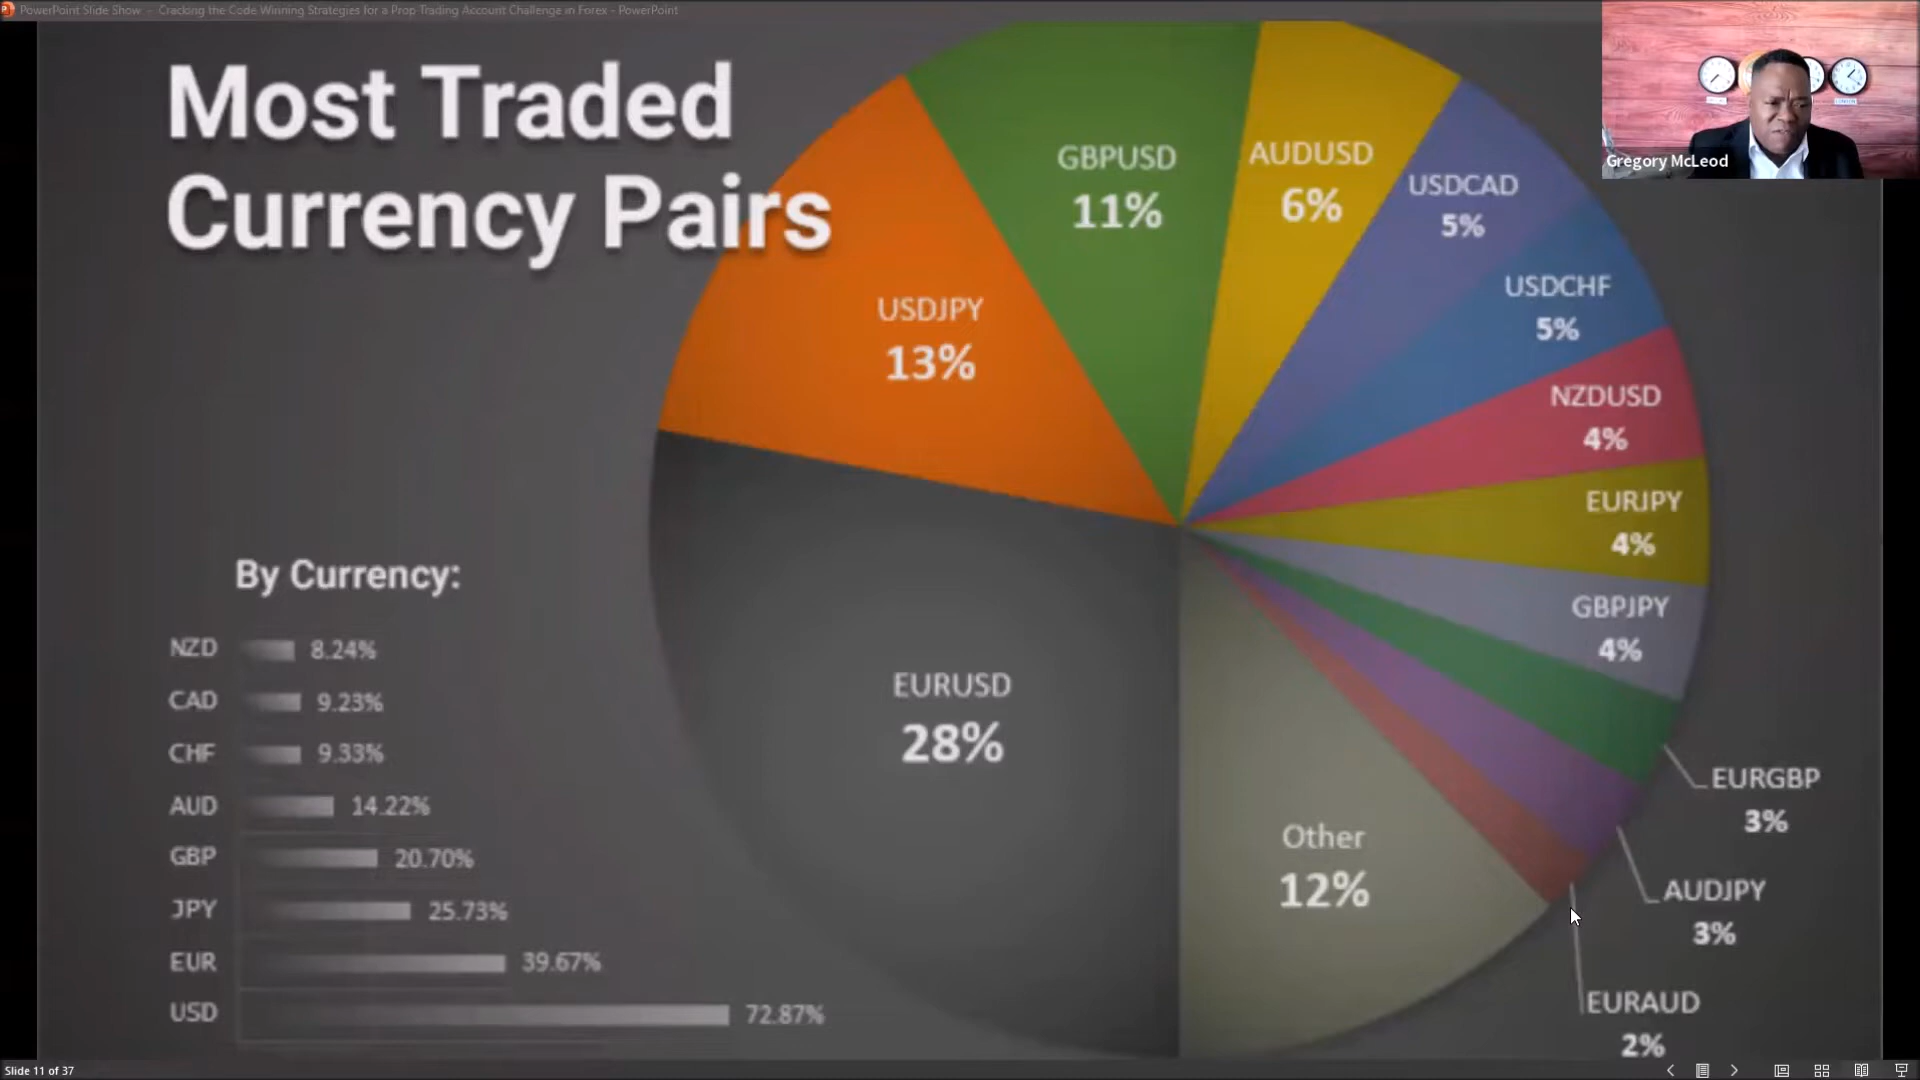 PowerPoint Slide Show - Cracking the Code Winning Strategies for a Prop Trading Account Challenge in Forex - PowerPoint
Most Traded
Currency Pairs
Gregory McLeod
GBPUSD
11%
AUDUSD
6%
USDCAD
5%
USDCHF
5%
USDJPY
13%
NZDUSD
4%
EURJPY
4%
GBPJPY
4%
EURGBP
3%
AUDJPY
3%
EURAUD
2%
Other
12%
EURUSD
28%
By Currency:
NZD 8.24%
CAD 9.23%
CHF 9.33%
AUD 14.22%
GBP 20.70%
JPY 25.73%
EUR 39.67%
USD 72.87%
Slide 11 of 37